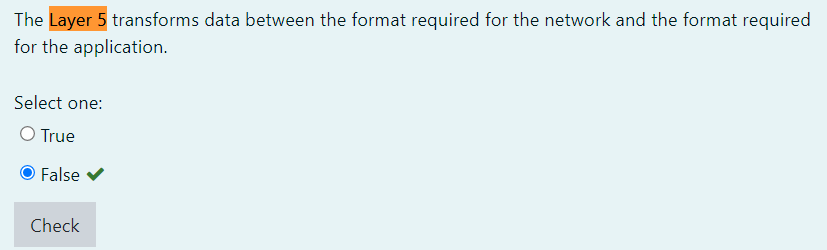 The Layer 5 transforms data between the format required for the network and the format required
for the application.
Select one:
True
False
Check